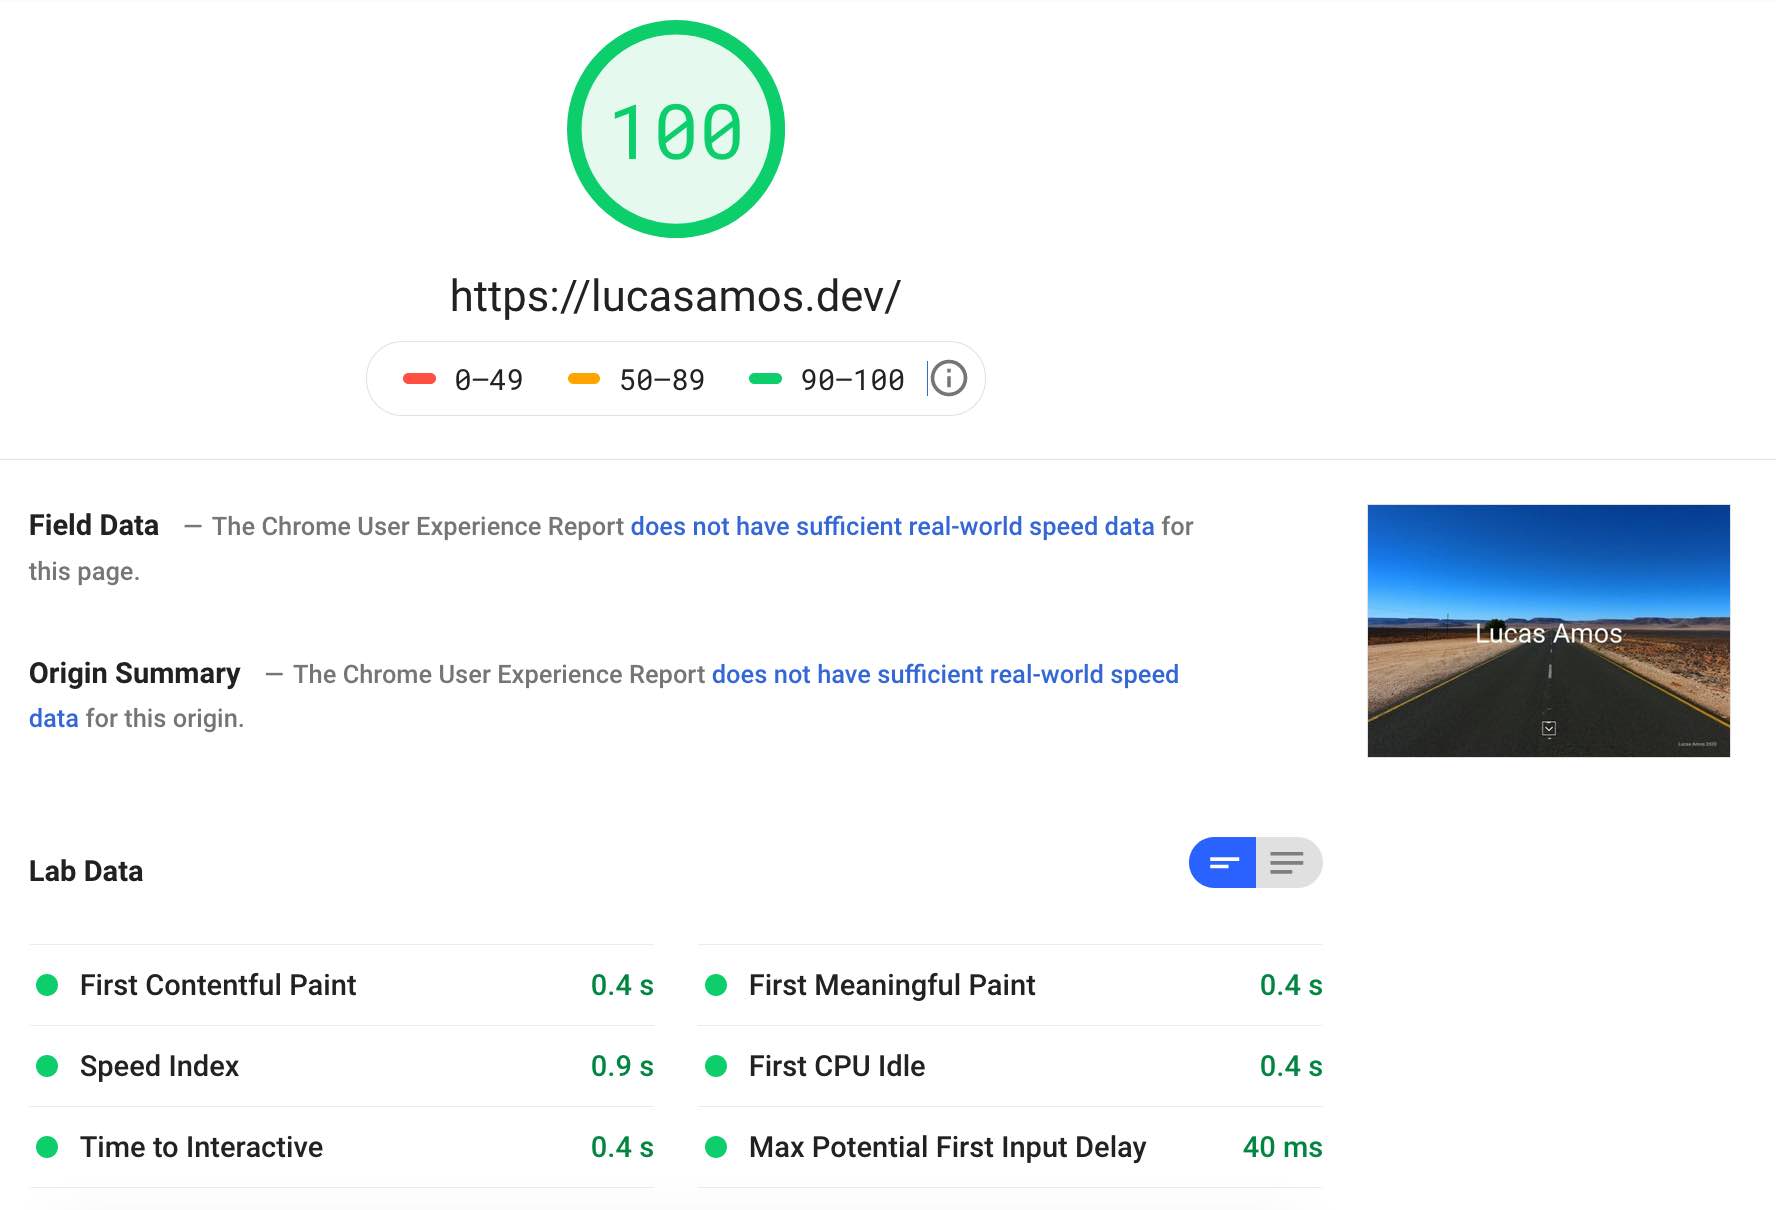 100
https://lucasamos.dev/
0–49 50–89 90–100
Field Data — The Chrome User Experience Report does not have sufficient real-world speed data for
this page.
Origin Summary — The Chrome User Experience Report does not have sufficient real-world speed
data for this origin.
Lucas Amos
Lucas Amos 2020
Lab Data
First Contentful Paint 0.4 s
First Meaningful Paint 0.4 s
Speed Index 0.9 s
First CPU Idle 0.4 s
Time to Interactive 0.4 s
Max Potential First Input Delay 40 ms